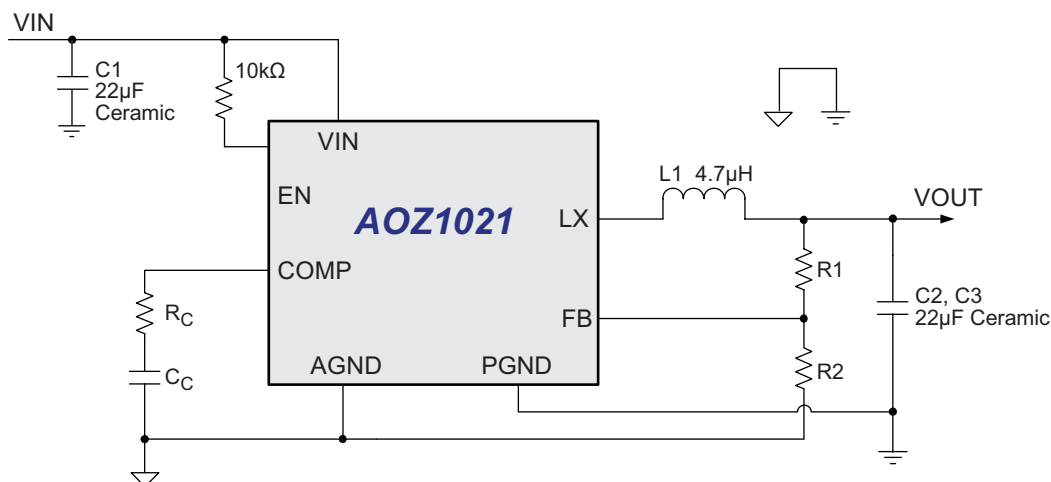 VIN
C1
22µF
Ceramic
10kΩ
VIN
EN
AOZ1021
LX
L1 4.7µH
VOUT
COMP
R1
FB
C2, C3
22µF Ceramic
RC
CC
AGND
PGND
R2